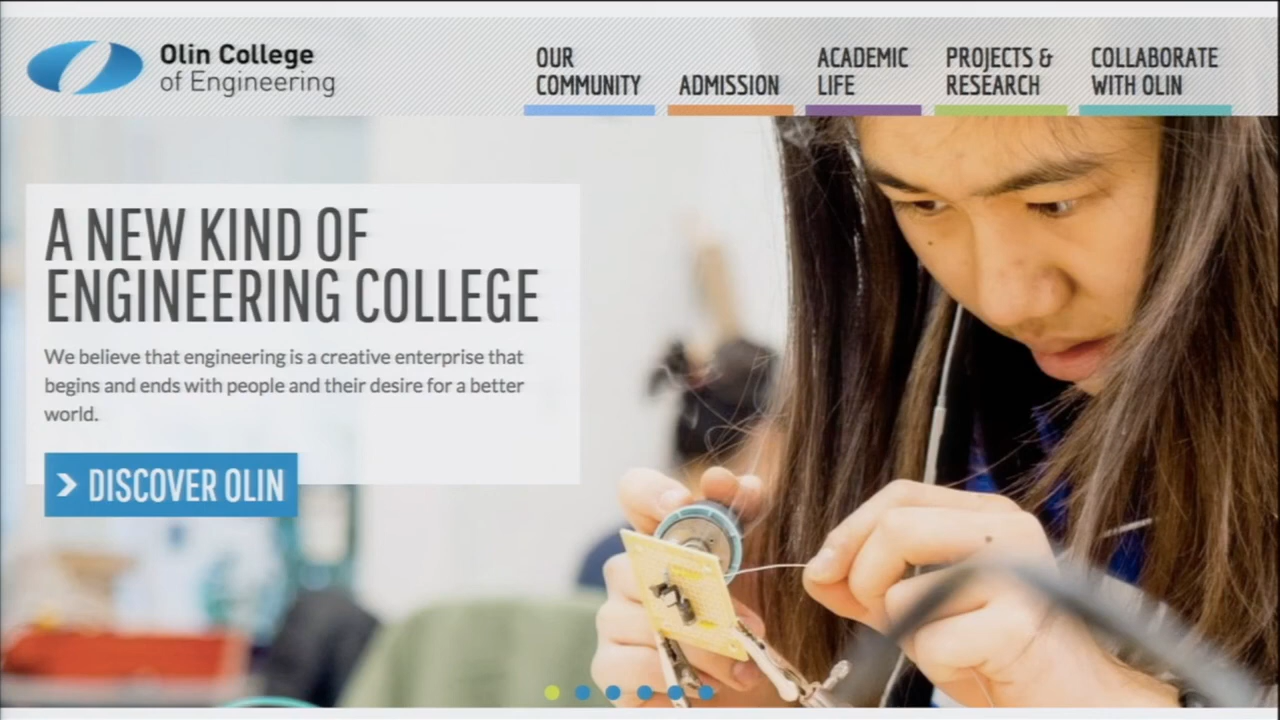 Olin College
of Engineering
OUR
COMMUNITY
ADMISSION
ACADEMIC
LIFE
PROJECTS &
RESEARCH
COLLABORATE
WITH OLIN
A NEW KIND OF
ENGINEERING COLLEGE
We believe that engineering is a creative enterprise that
begins and ends with people and their desire for a better
world.
DISCOVER OLIN